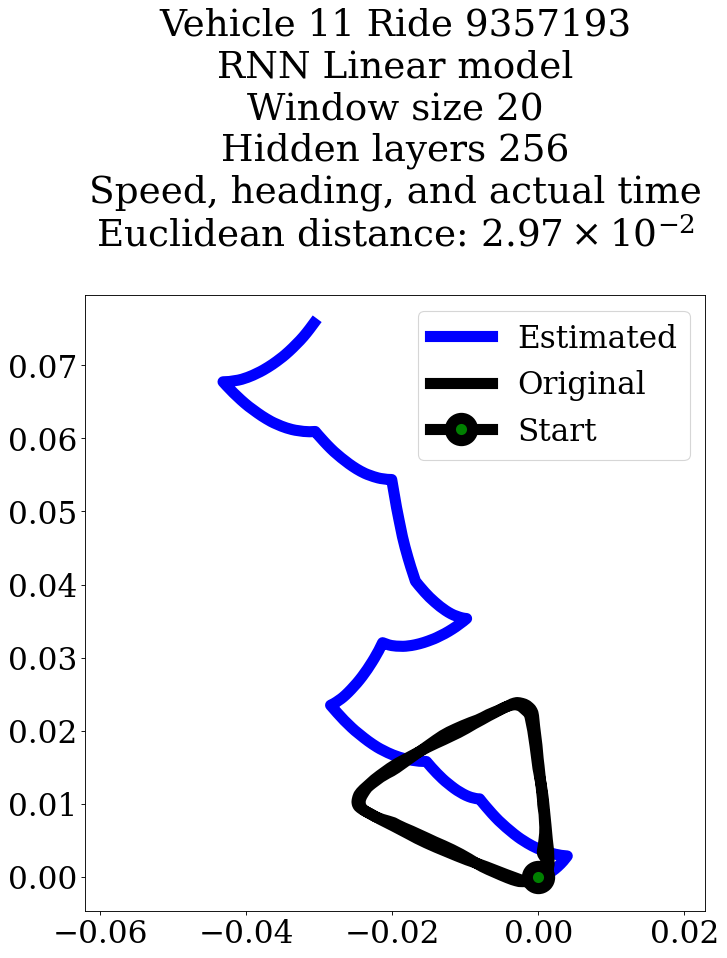 Vehicle 11 Ride 9357193
RNN Linear model
Window size 20
Hidden layers 256
Speed, heading, and actual time
Euclidean distance: 2.97 × 10⁻²
Estimated
Original
Start
0.07
0.06
0.05
0.04
0.03
0.02
0.01
0.00
−0.06 −0.04 −0.02 0.00 0.02